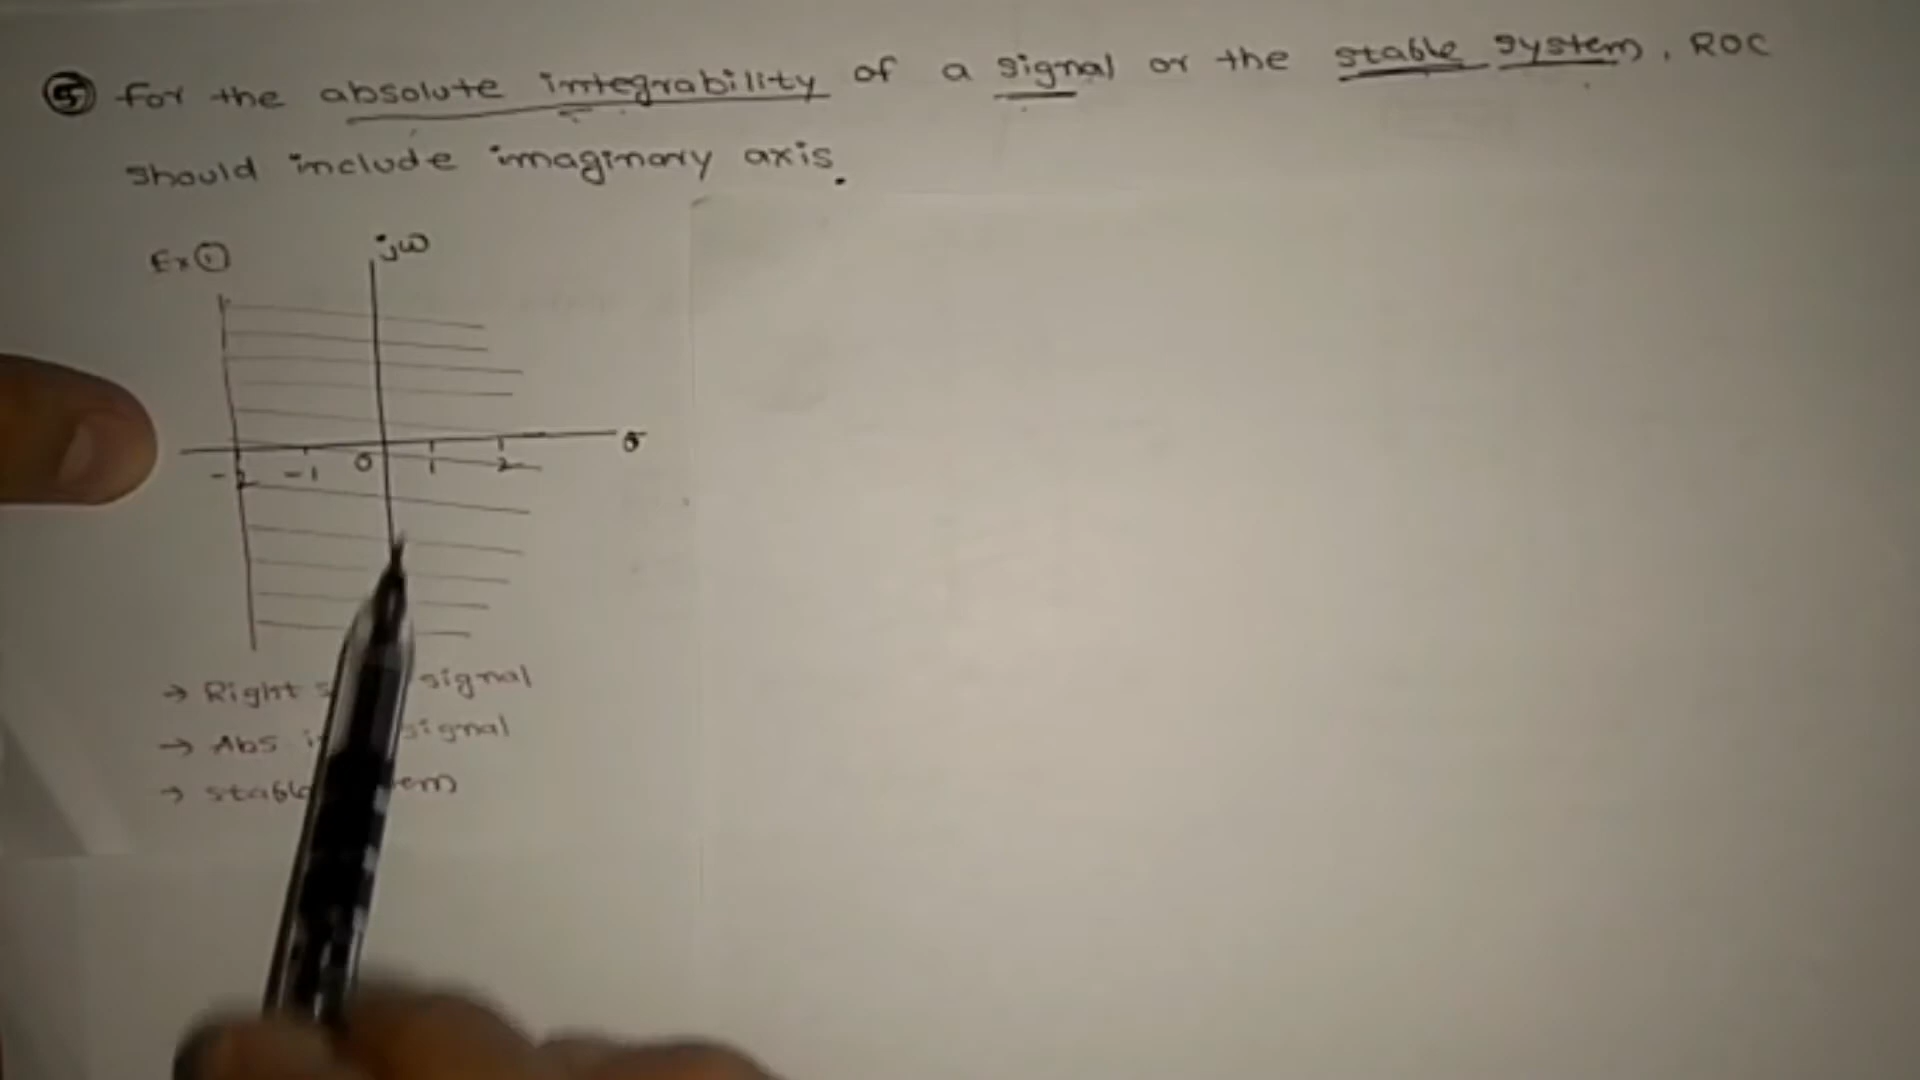 ⑤ for the absolute integrability of a signal or the stable system, ROC
should include imaginary axis.
Ex ①
jω
σ
-2 -1 0 1 2
→ Right signal
→ Abs signal
→